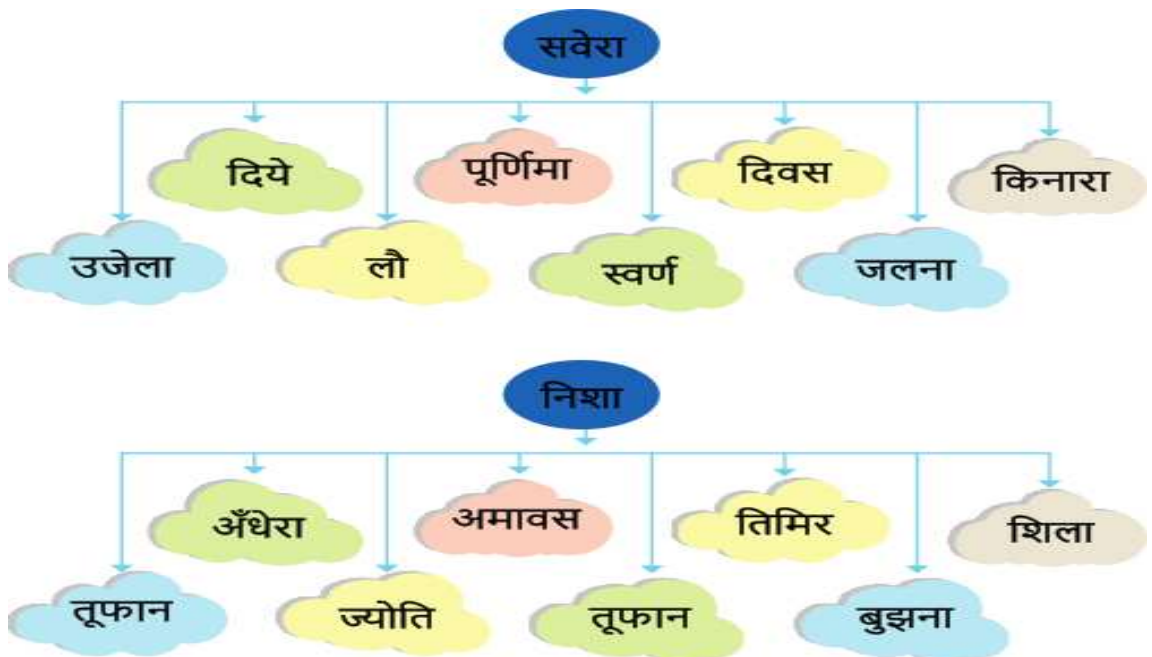 सवेरा
दिये पूर्णिमा दिवस किनारा
उजेला लौ स्वर्ण जलना
निशा
अँधेरा अमावस तिमिर शिला
तूफान ज्योति तूफान बुझना